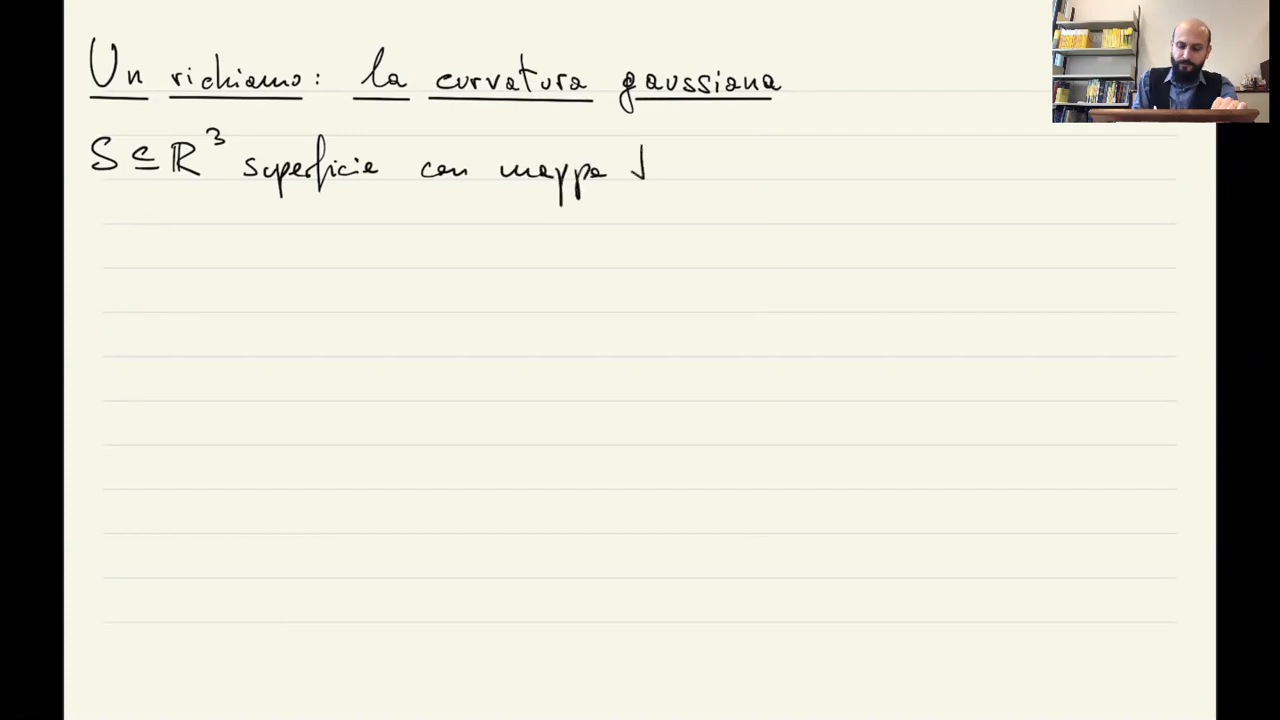 Un richiamo: la curvatura gaussiana
S ⊆ ℝ³ superficie con mappa